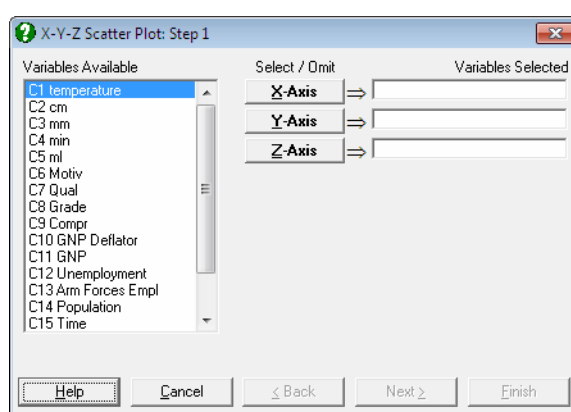 X-Y-Z Scatter Plot: Step 1
Variables Available
Select / Omit
Variables Selected
C1 temperature
C2 cm
C3 mm
C4 min
C5 ml
C6 Motiv
C7 Qual
C8 Grade
C9 Compr
C10 GNP Deflator
C11 GNP
C12 Unemployment
C13 Arm Forces Empl
C14 Population
C15 Time
X-Axis
Y-Axis
Z-Axis
Help
Cancel
< Back
Next >
Finish